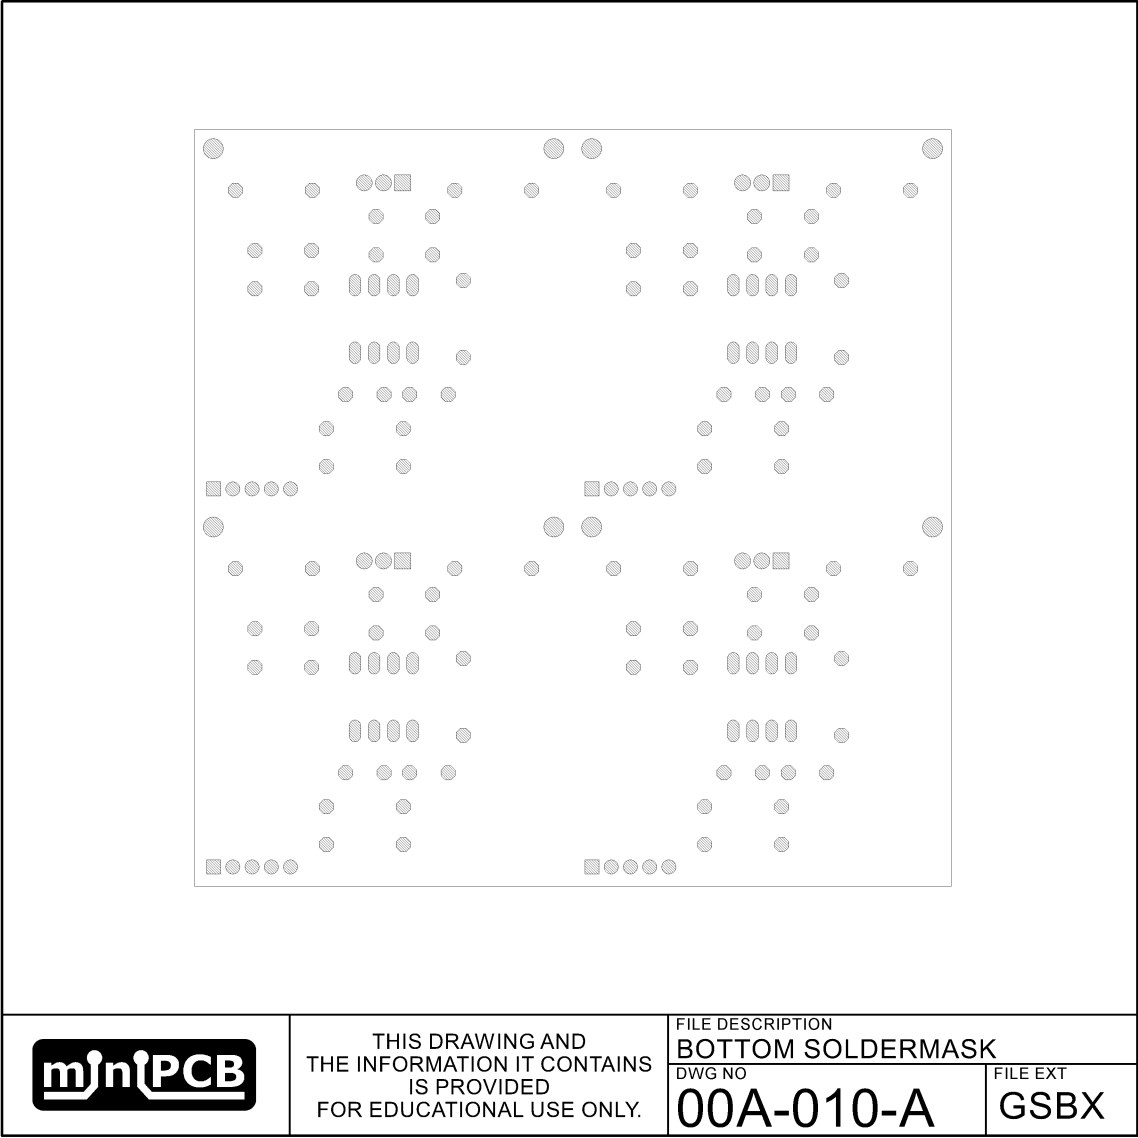 miniPCB
THIS DRAWING AND
THE INFORMATION IT CONTAINS
IS PROVIDED
FOR EDUCATIONAL USE ONLY.
FILE DESCRIPTION
BOTTOM SOLDERMASK
DWG NO
00A-010-A
FILE EXT
GSBX